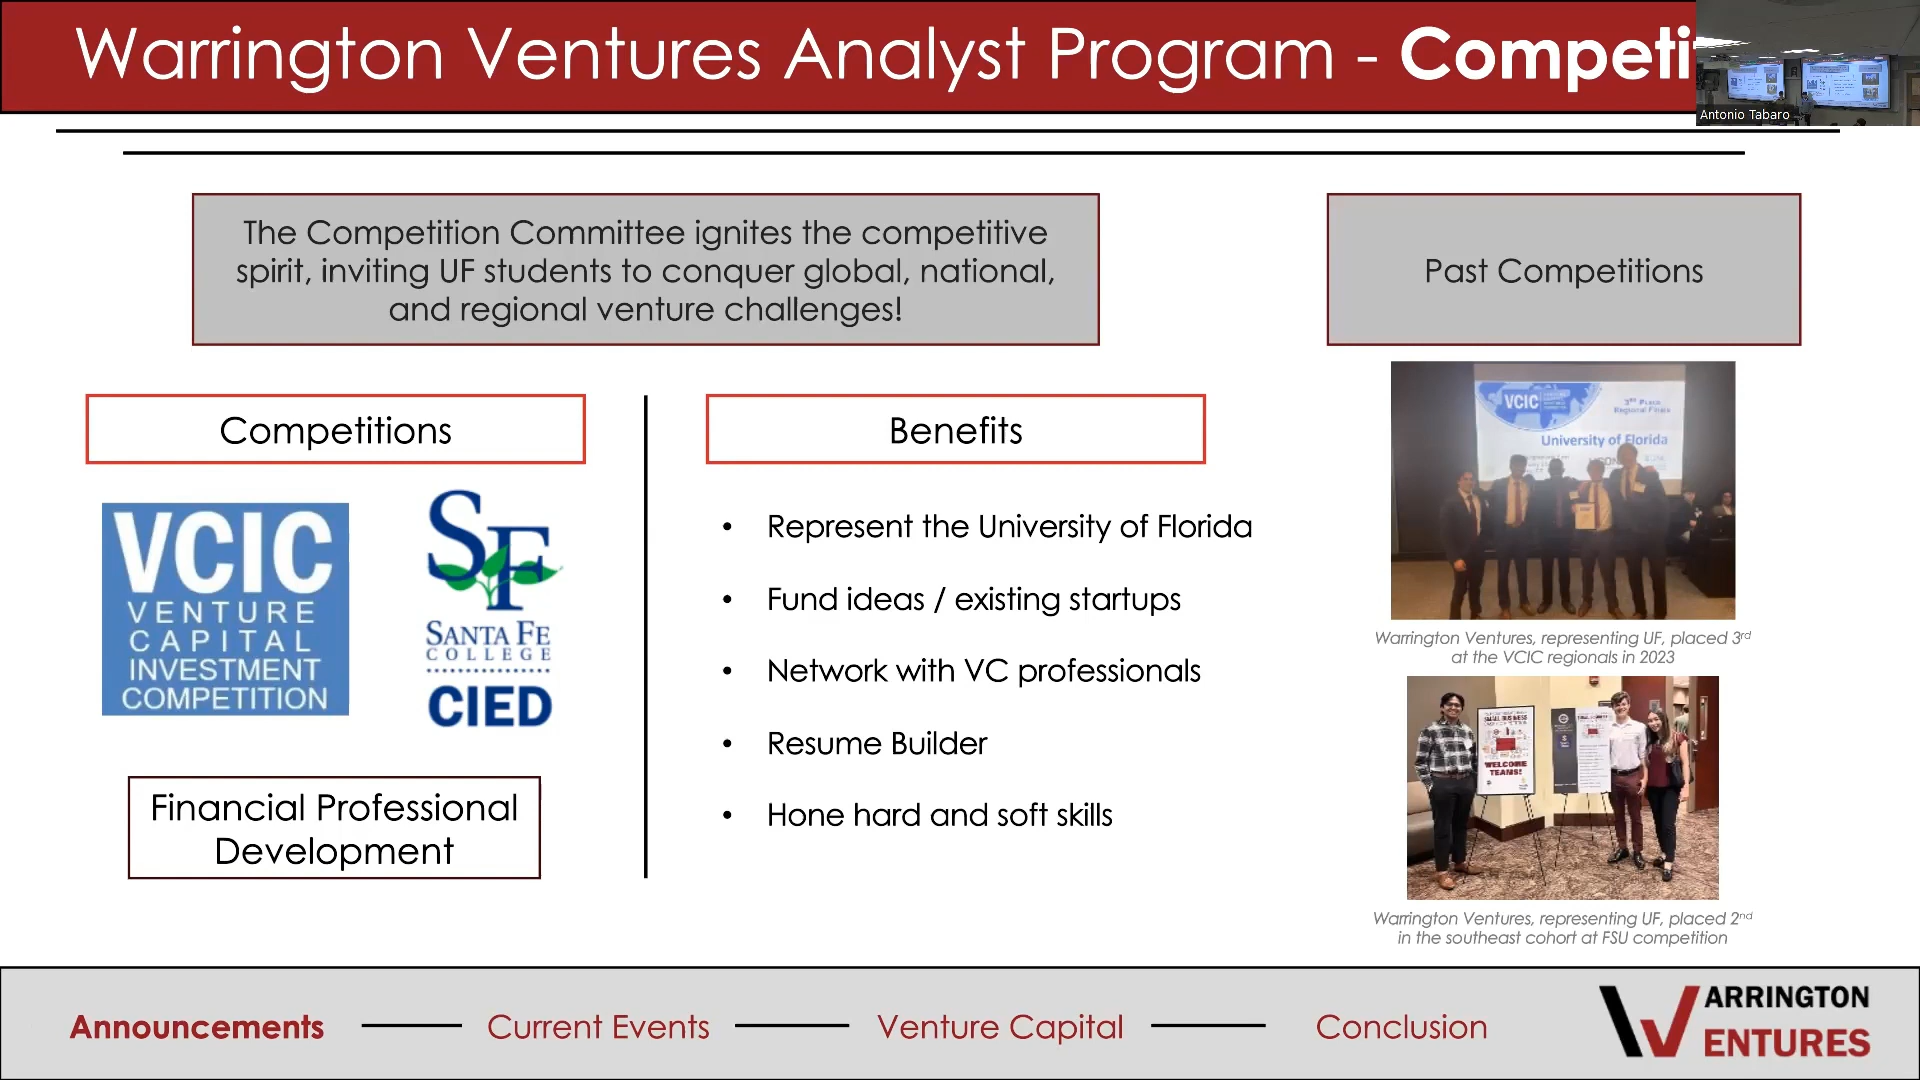 Warrington Ventures Analyst Program - Competi
Antonio Tabaro
The Competition Committee ignites the competitive
spirit, inviting UF students to conquer global, national,
and regional venture challenges!
Past Competitions
Competitions
Benefits
VCIC
VENTURE
CAPITAL
INVESTMENT
COMPETITION
SF
SANTA FE
COLLEGE
CIED
Financial Professional
Development
• Represent the University of Florida
• Fund ideas / existing startups
• Network with VC professionals
• Resume Builder
• Hone hard and soft skills
VCIC
3RD PLACE
Regional Finals
University of Florida
Warrington Ventures, representing UF, placed 3rd
at the VCIC regionals in 2023
SMALL BUSINESS
WELCOME
TEAMS!
Warrington Ventures, representing UF, placed 2nd
in the southeast cohort at FSU competition
Announcements
Current Events
Venture Capital
Conclusion
WARRINGTON
VENTURES